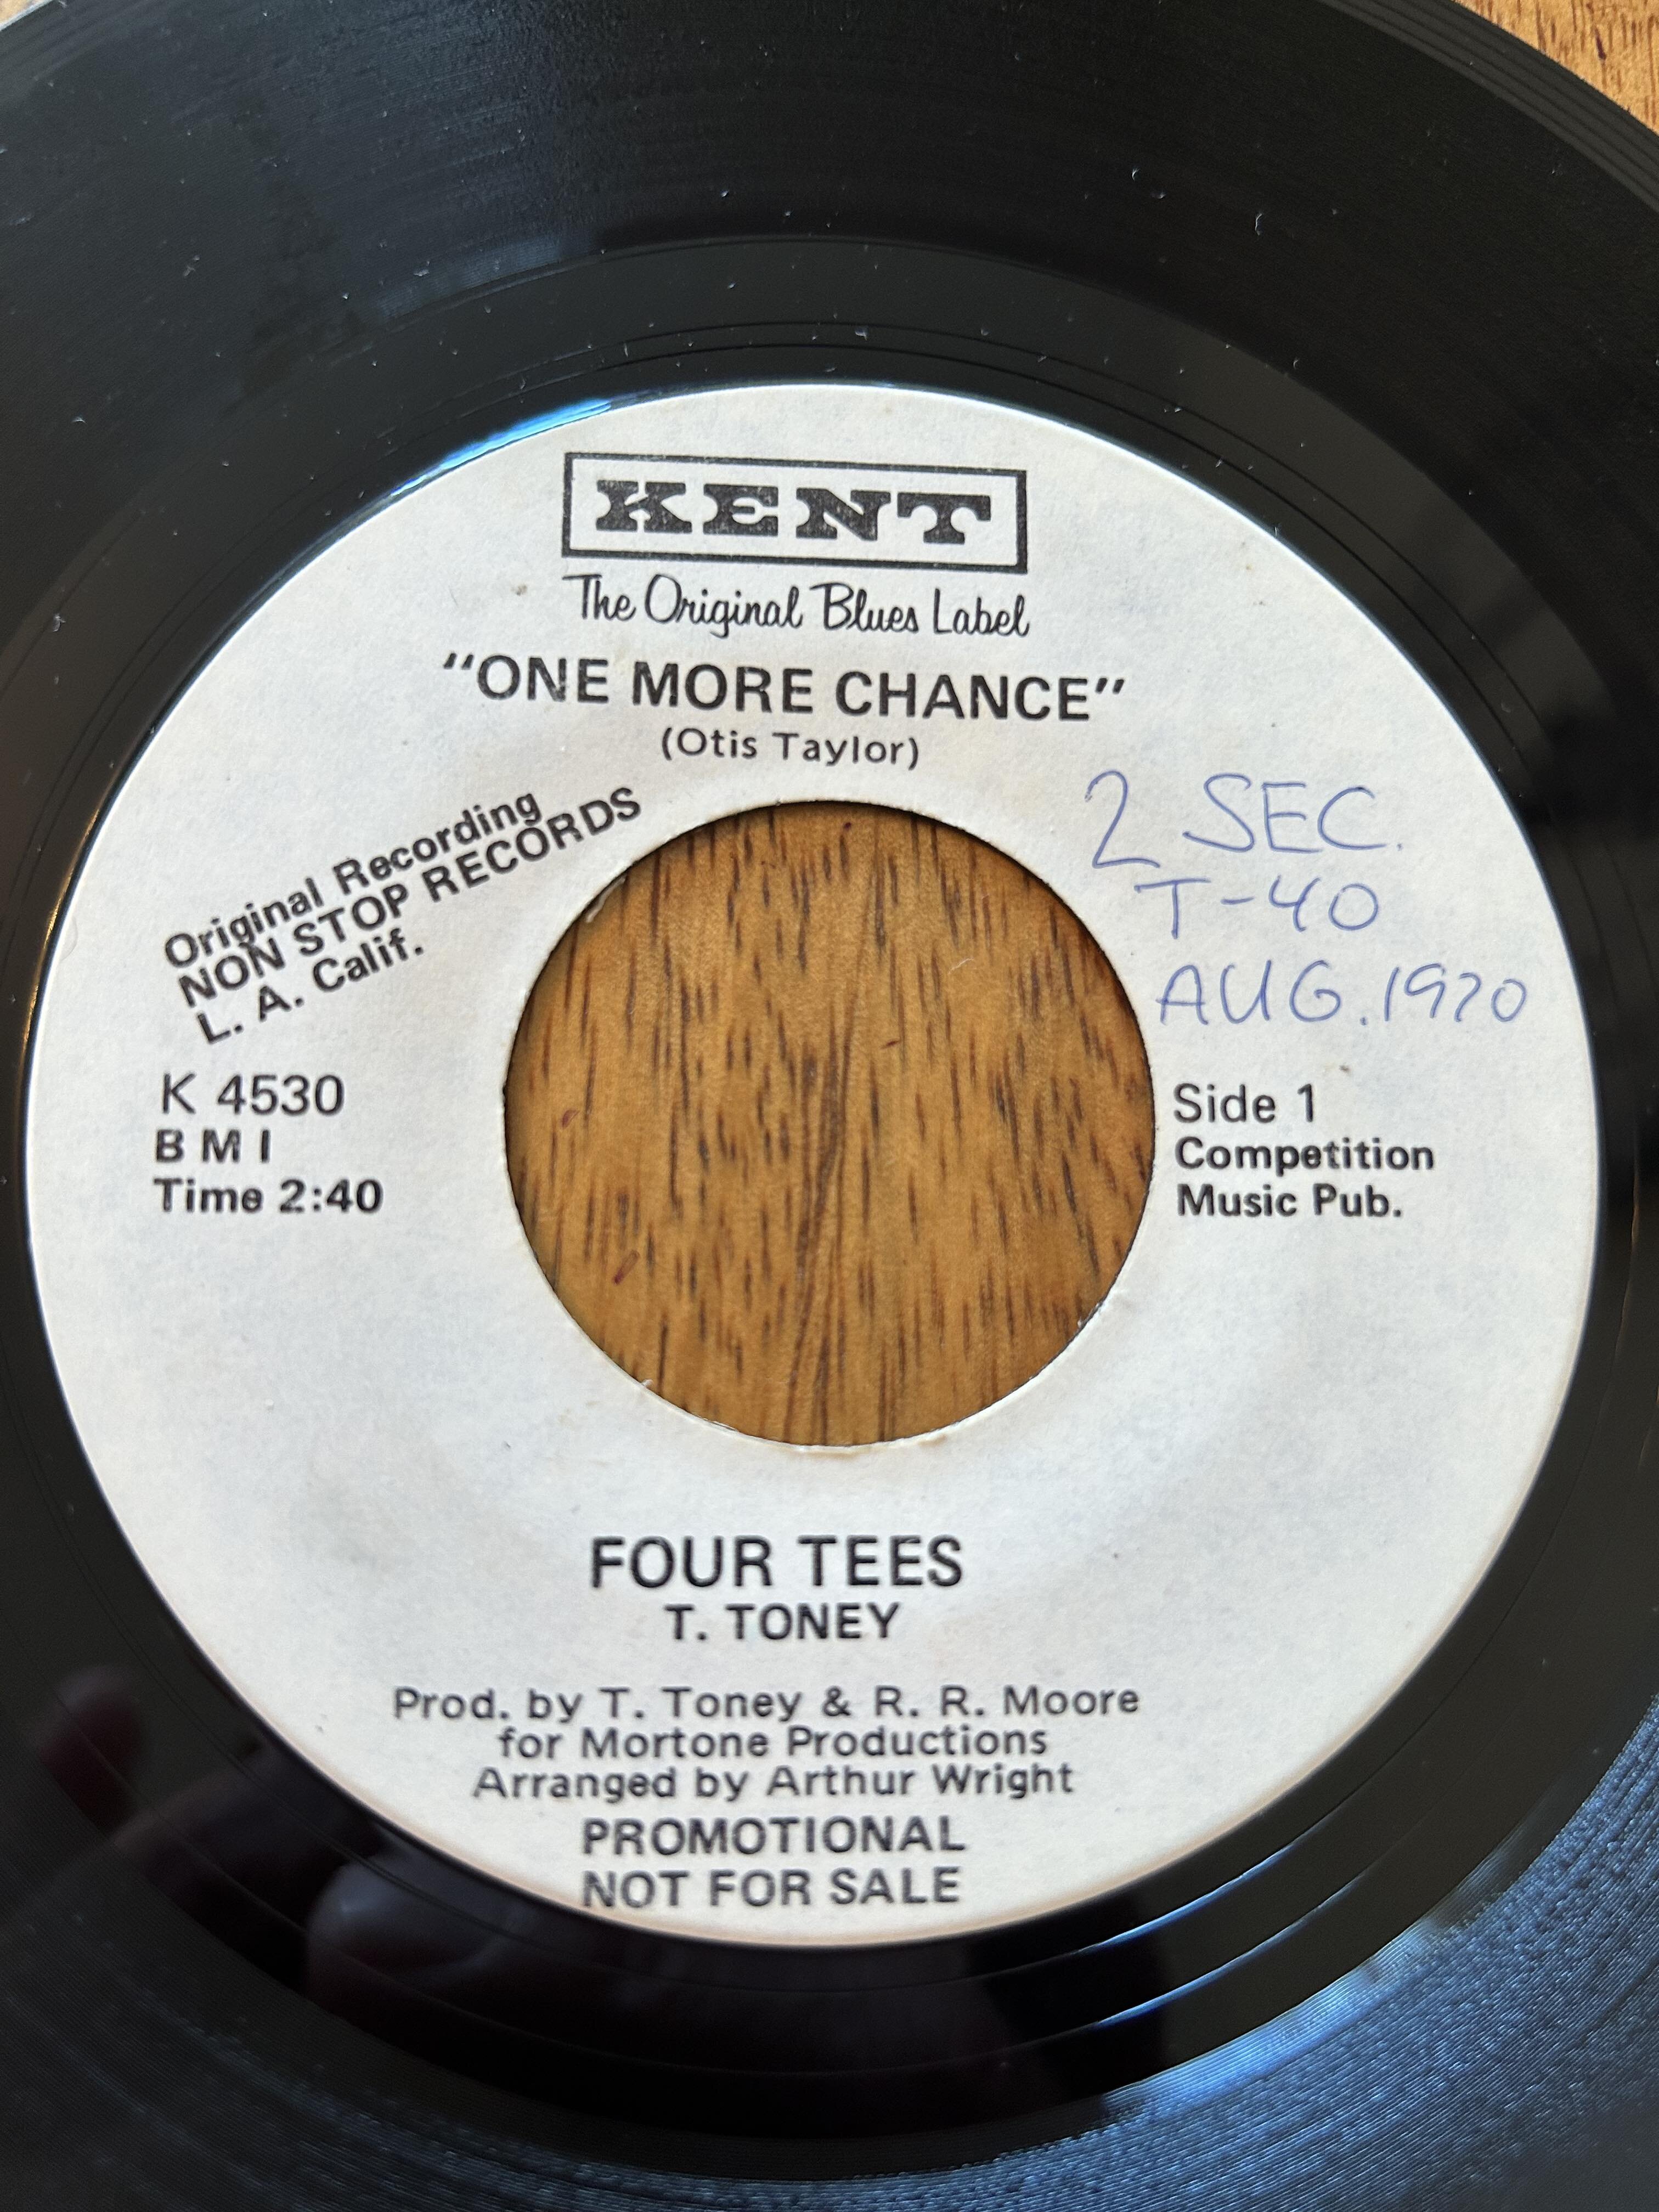 KENT
The Original Blues Label
"ONE MORE CHANCE"
(Otis Taylor)
Original Recording
NON STOP RECORDS
L. A. Calif.
2 SEC.
T-40
AUG. 1970
K 4530
B M I
Time 2:40
Side 1
Competition
Music Pub.
FOUR TEES
T. TONEY
Prod. by T. Toney & R. R. Moore
for Mortone Productions
Arranged by Arthur Wright
PROMOTIONAL
NOT FOR SALE